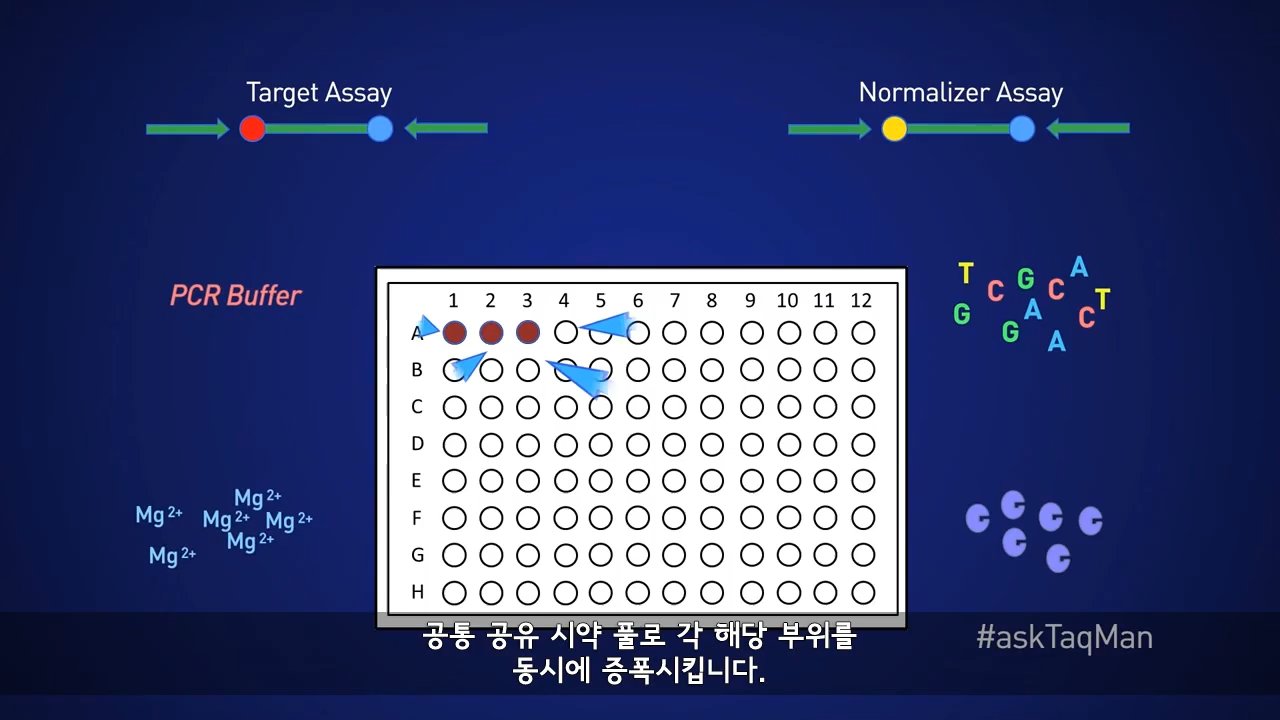 Target Assay
Normalizer Assay
PCR Buffer
T C G C A T
G G A C A
1 2 3 4 5 6 7 8 9 10 11 12
A
B
C
D
E
F
G
H
Mg2+
Mg2+ Mg2+ Mg2+
Mg2+
Mg2+
공통 공유 시약 풀로 각 해당 부위를
동시에 증폭시킵니다.
#askTaqMan